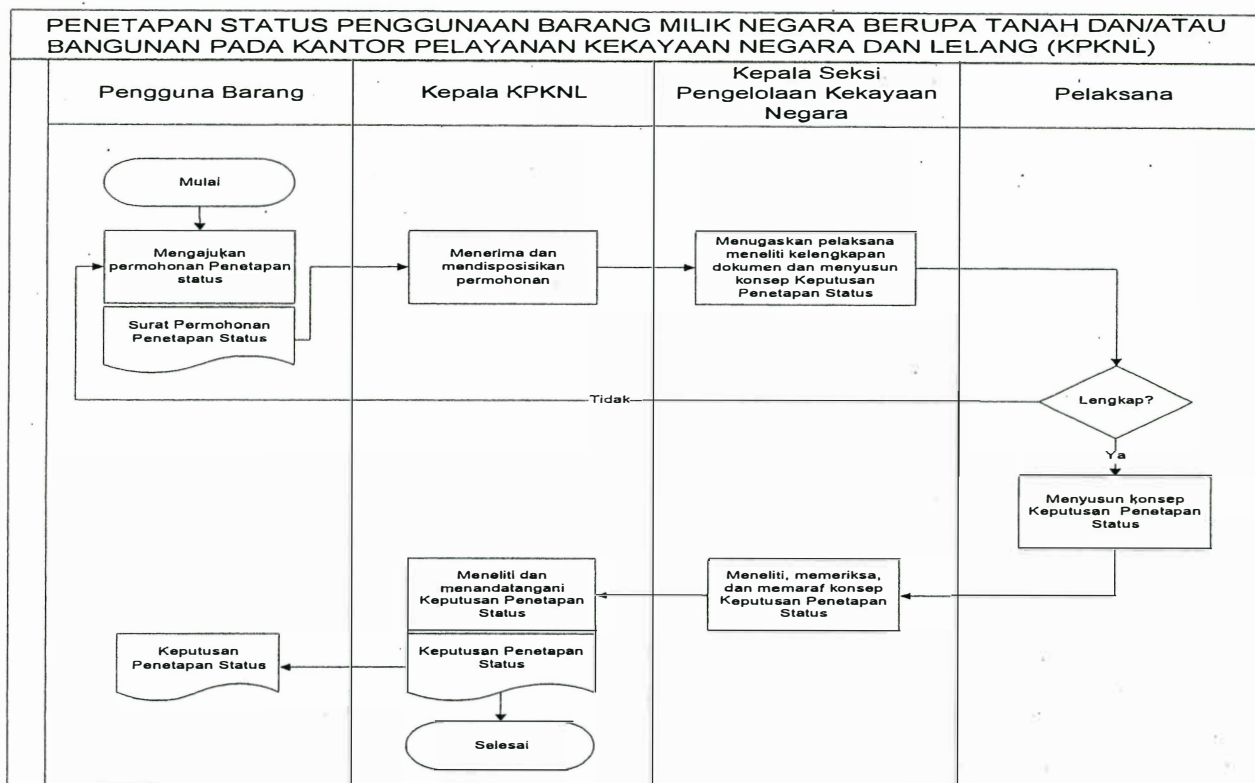 PENETAPAN STATUS PENGGUNAAN BARANG MILIK NEGARA BERUPA TANAH DAN/ATAU
BANGUNAN PADA KANTOR PELAYANAN KEKAYAAN NEGARA DAN LELANG (KPKNL)
Pengguna Barang
Kepala KPKNL
Kepala Seksi
Pengelolaan Kekayaan
Negara
Pelaksana
Mulai
Mengajukan
permohonan Penetapan
status
Surat Permohonan
Penetapan Status
Menerima dan
mendisposisikan
permohonan
Menugaskan pelaksana
meneliti kelengkapan
dokumen dan menyusun
konsep Keputusan
Penetapan Status
Lengkap?
Tidak
Ya
Menyusun konsep
Keputusan Penetapan
Status
Meneliti, memeriksa,
dan memaraf konsep
Keputusan Penetapan
Status
Meneliti dan
menandatangani
Keputusan Penetapan
Status
Keputusan Penetapan
Status
Keputusan
Penetapan Status
Selesai